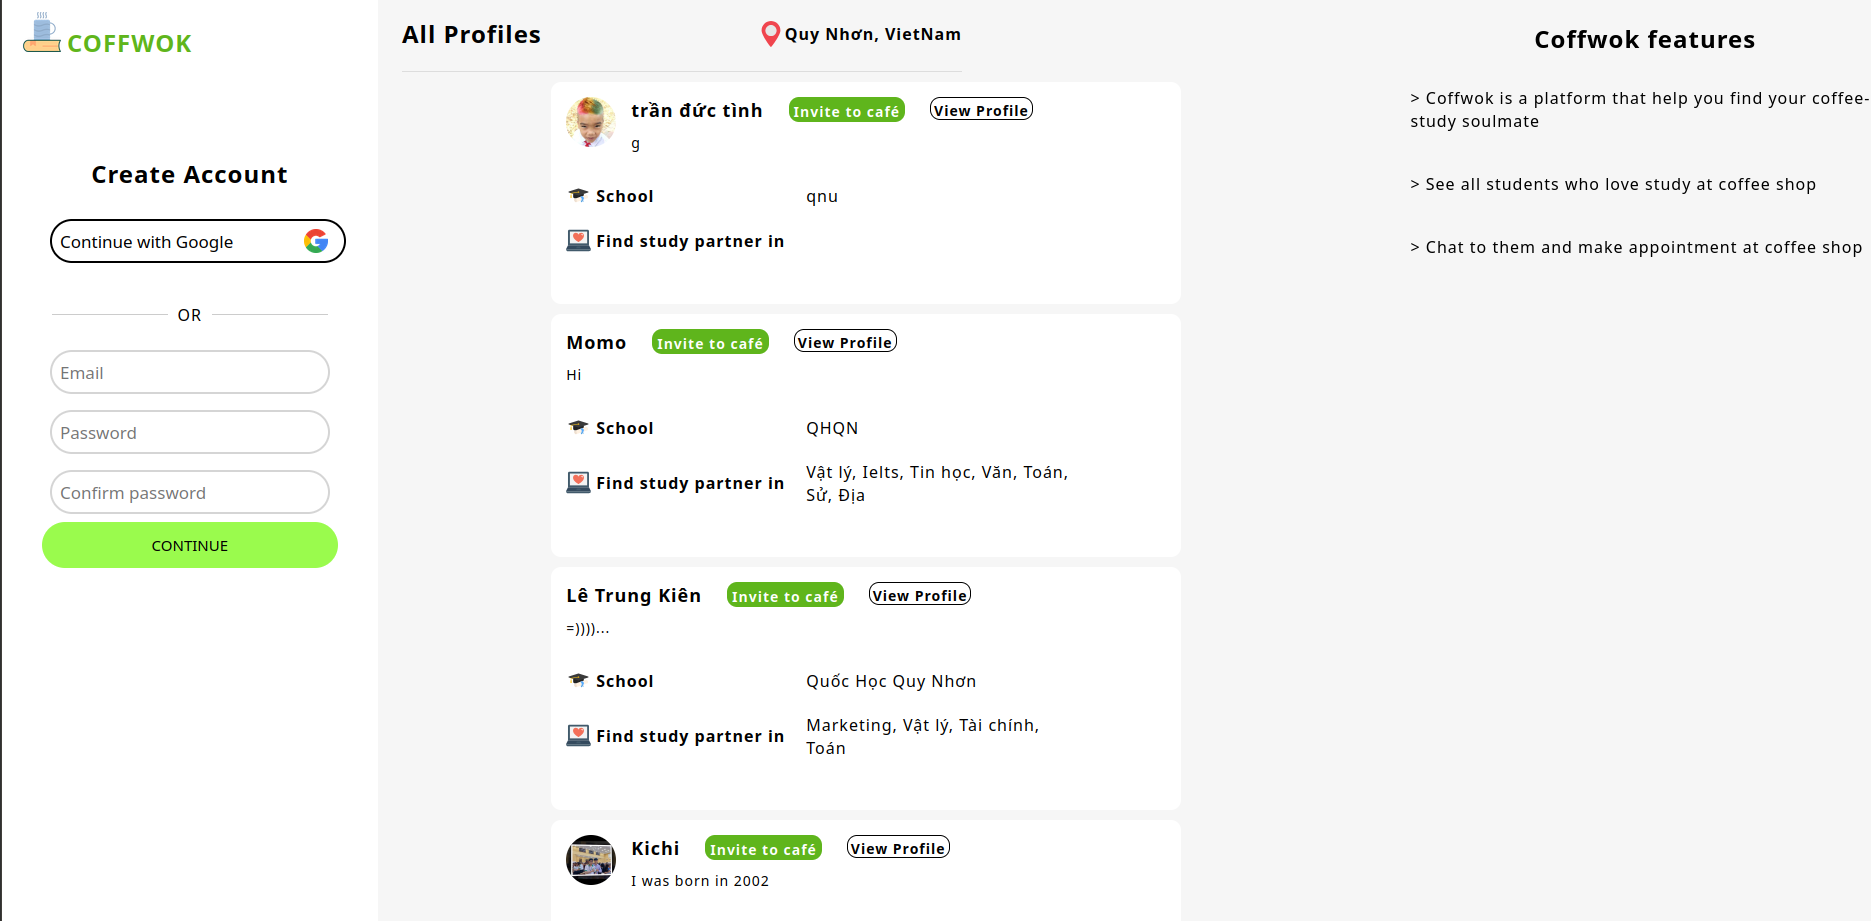 COFFWOK
Create Account
Continue with Google
OR
Email
Password
Confirm password
CONTINUE
All Profiles
Quy Nhơn, VietNam
trần đức tình
Invite to café
View Profile
g
School
qnu
Find study partner in
Momo
Invite to café
View Profile
Hi
School
QHQN
Find study partner in
Vật lý, Ielts, Tin học, Văn, Toán,
Sử, Địa
Lê Trung Kiên
Invite to café
View Profile
=))))...
School
Quốc Học Quy Nhơn
Find study partner in
Marketing, Vật lý, Tài chính,
Toán
Kichi
Invite to café
View Profile
I was born in 2002
Coffwok features
> Coffwok is a platform that help you find your coffee-
study soulmate
> See all students who love study at coffee shop
> Chat to them and make appointment at coffee shop